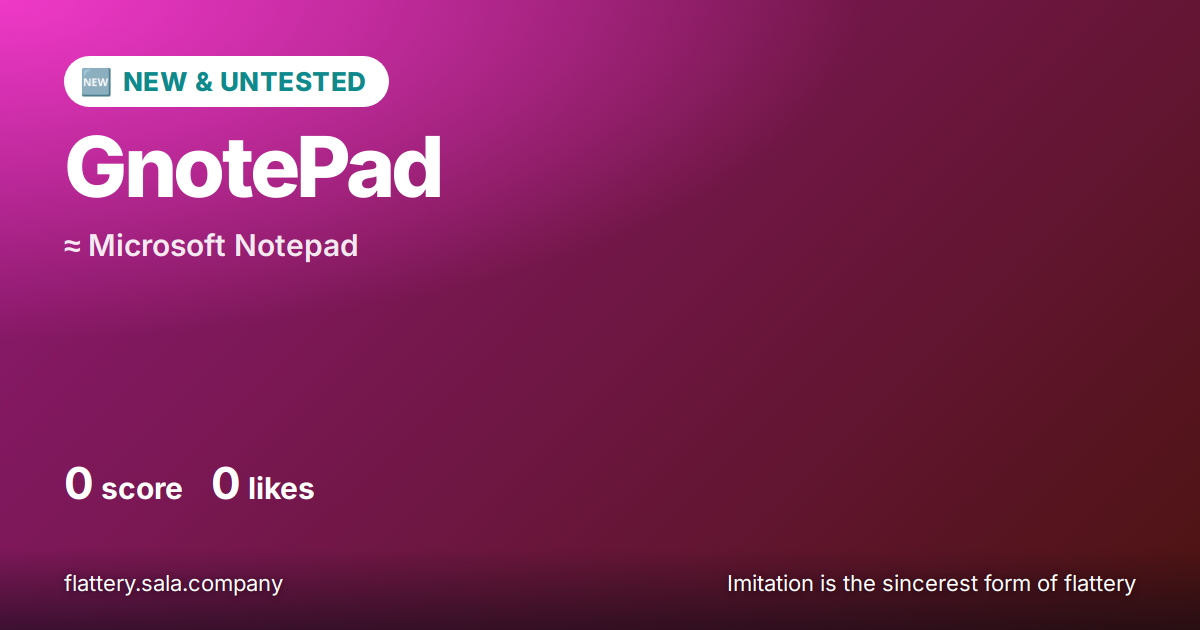 🆕 NEW & UNTESTED
GnotePad
≈ Microsoft Notepad
0 score 0 likes
flattery.sala.company
Imitation is the sincerest form of flattery